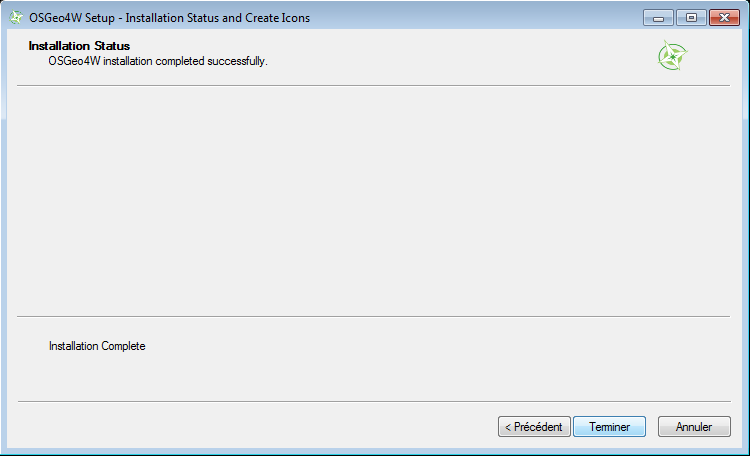 OSGeo4W Setup - Installation Status and Create Icons
Installation Status
OSGeo4W installation completed successfully.
Installation Complete
< Précédent
Terminer
Annuler